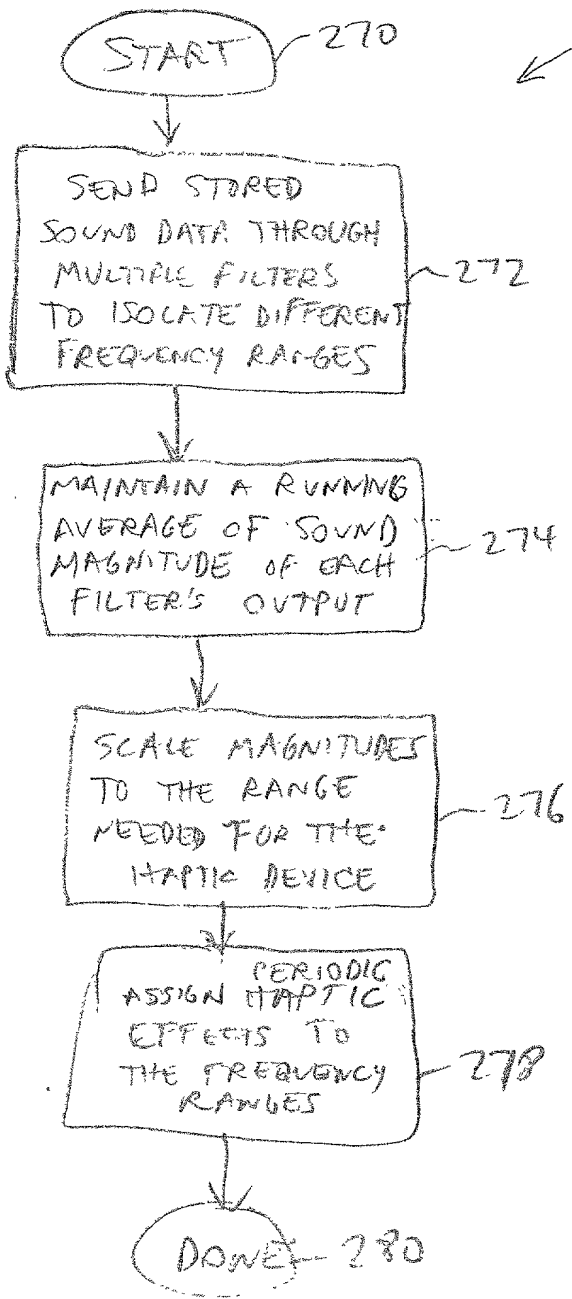 START
270
SEND STORED
SOUND DATA THROUGH
MULTIPLE FILTERS
TO ISOLATE DIFFERENT
FREQUENCY RANGES
272
MAINTAIN A RUNNING
AVERAGE OF SOUND
MAGNITUDE OF EACH
FILTER'S OUTPUT
274
SCALE MAGNITUDES
TO THE RANGE
NEEDED FOR THE
HAPTIC DEVICE
276
PERIODIC
ASSIGN HAPTIC
EFFECTS TO
THE FREQUENCY
RANGES
278
DONE
280